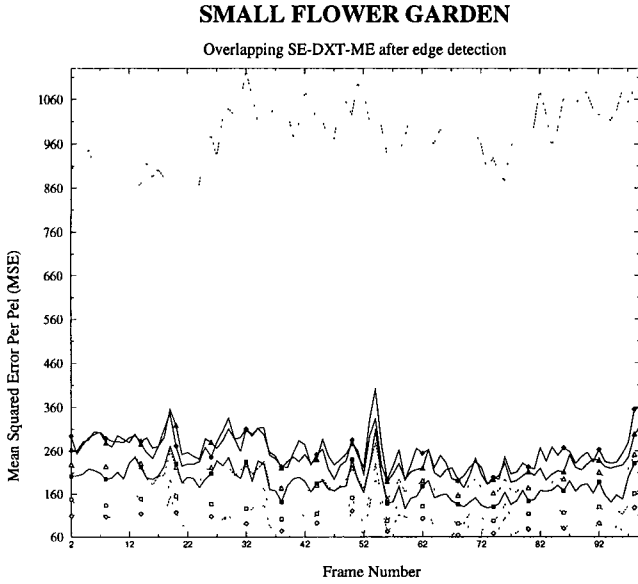 SMALL FLOWER GARDEN
Overlapping SE-DXT-ME after edge detection
Mean Squared Error Per Pel (MSE)
1060
960
860
760
660
560
460
360
260
160
60
2 12 22 32 42 52 62 72 82 92
Frame Number